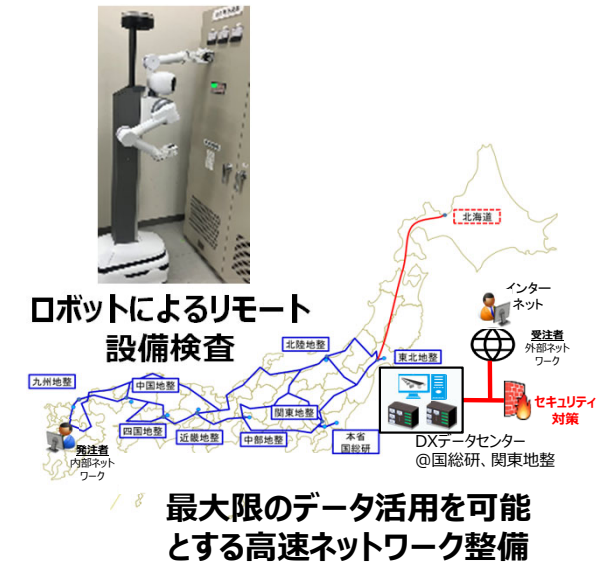 ロボットによるリモート
設備検査
北海道
インター
ネット
受注者
外部ネット
ワーク
北陸地整
東北地整
九州地整
中国地整
関東地整
四国地整
近畿地整
中部地整
本省
国総研
発注者
内部ネット
ワーク
セキュリティ
対策
DXデータセンター
@国総研、関東地整
最大限のデータ活用を可能
とする高速ネットワーク整備